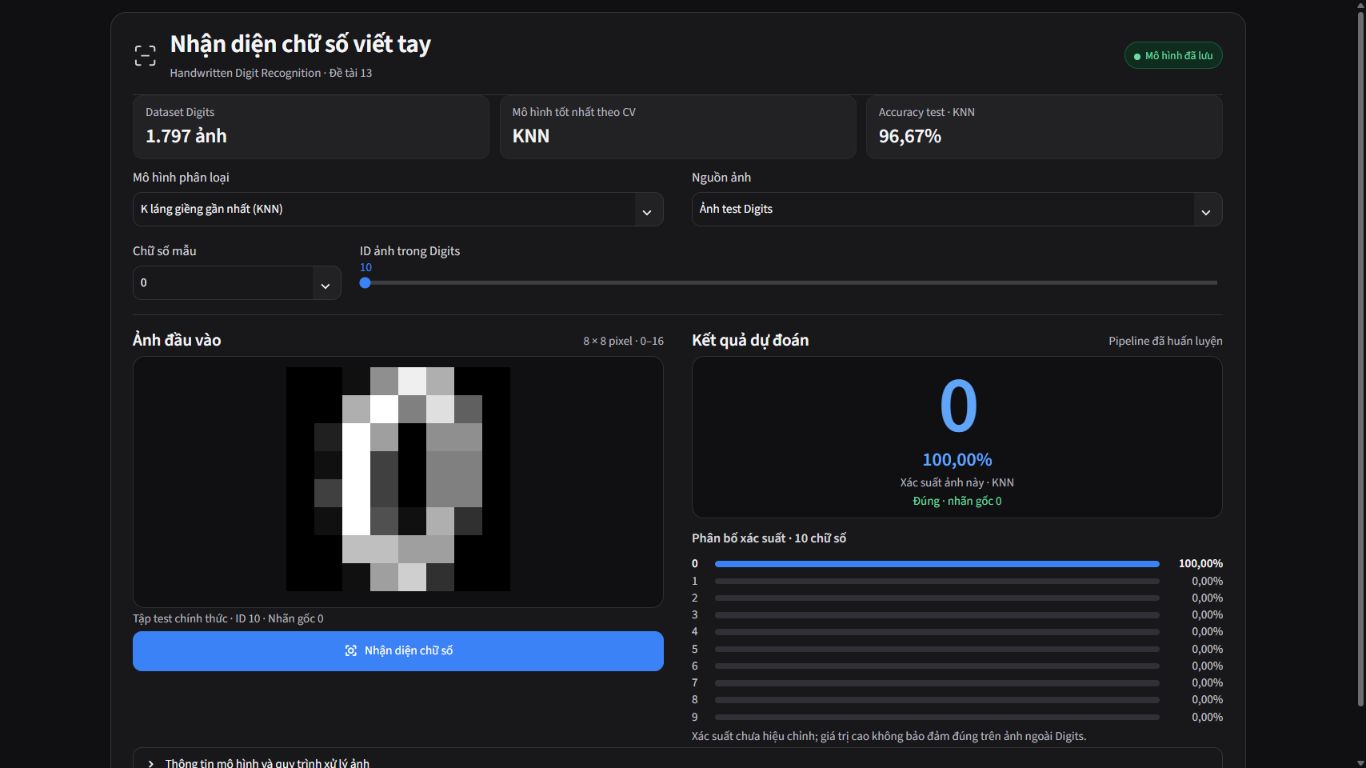 Nhận diện chữ số viết tay
Handwritten Digit Recognition · Đề tài 13
Mô hình đã lưu
Dataset Digits
1.797 ảnh
Mô hình tốt nhất theo CV
KNN
Accuracy test · KNN
96,67%
Mô hình phân loại
K láng giềng gần nhất (KNN)
Nguồn ảnh
Ảnh test Digits
Chữ số mẫu
0
ID ảnh trong Digits
10
Ảnh đầu vào
8 × 8 pixel · 0–16
Tập test chính thức · ID 10 · Nhãn gốc 0
Nhận diện chữ số
Kết quả dự đoán
Pipeline đã huấn luyện
0
100,00%
Xác suất ảnh này · KNN
Đúng · nhãn gốc 0
Phân bố xác suất · 10 chữ số
0 100,00%
1 0,00%
2 0,00%
3 0,00%
4 0,00%
5 0,00%
6 0,00%
7 0,00%
8 0,00%
9 0,00%
Xác suất chưa hiệu chỉnh; giá trị cao không bảo đảm đúng trên ảnh ngoài Digits.
Thông tin mô hình và quy trình xử lý ảnh